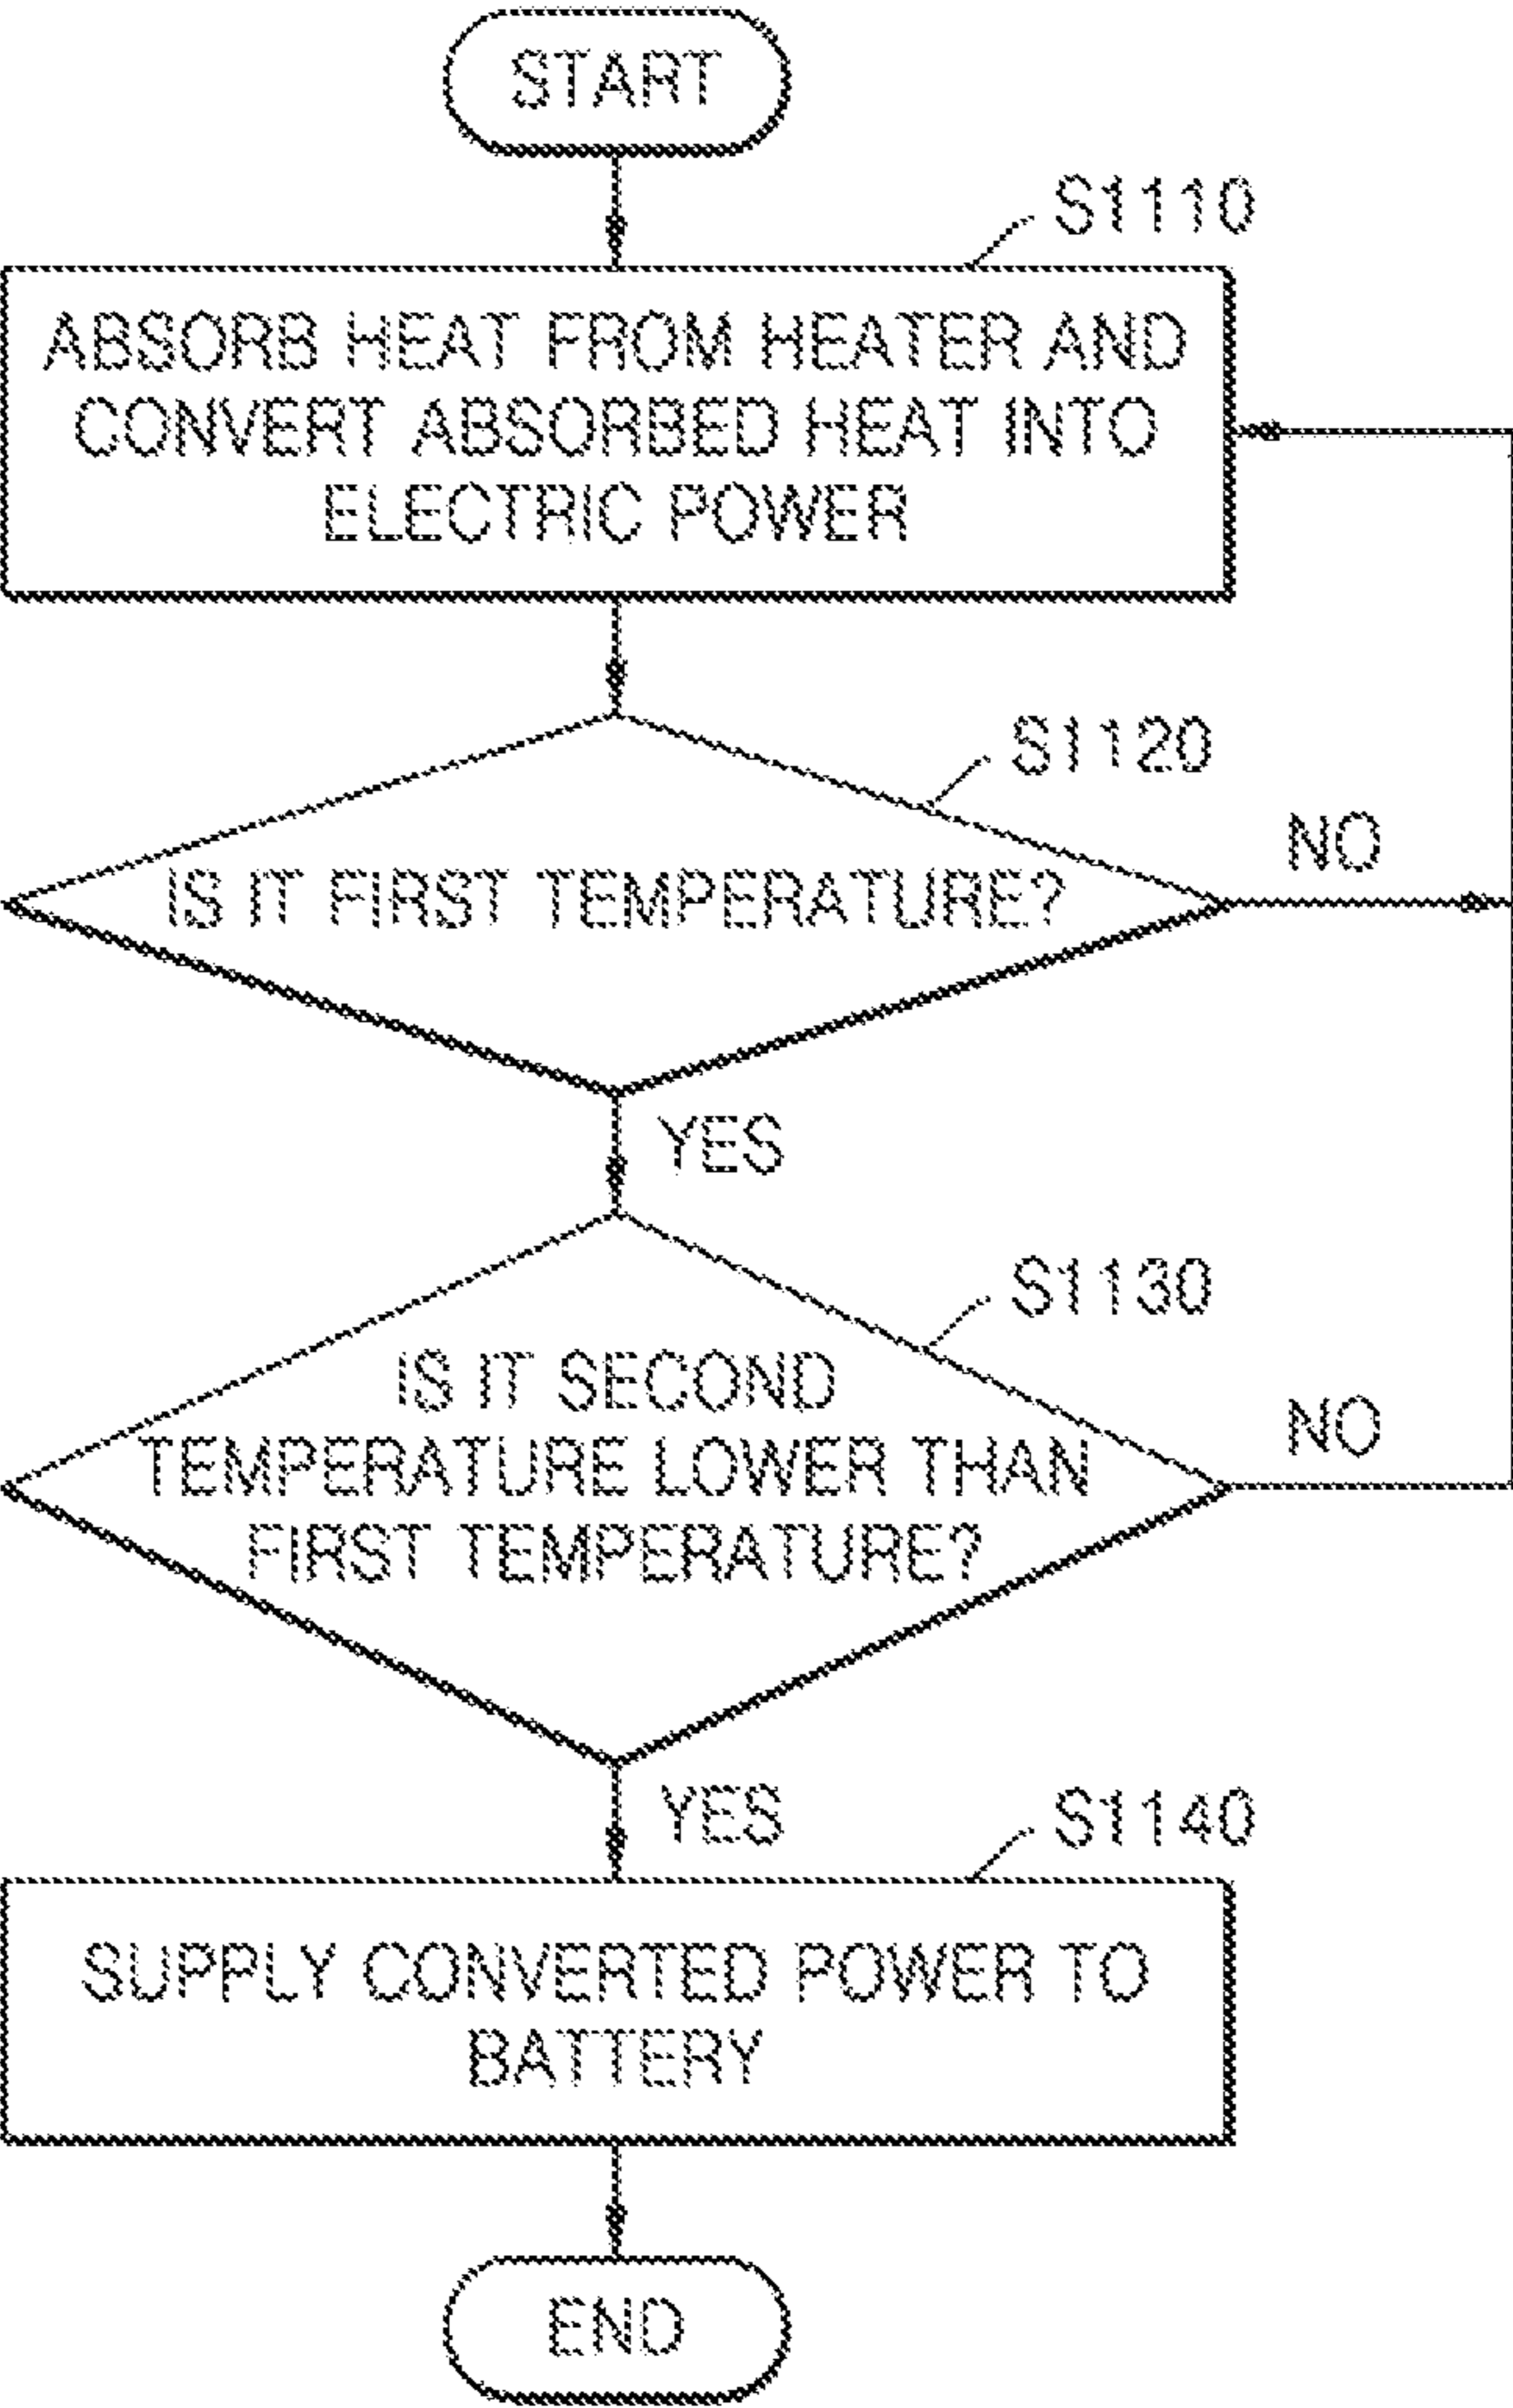 START
S1110
ABSORB HEAT FROM HEATER AND
CONVERT ABSORBED HEAT INTO
ELECTRIC POWER
S1120
IS IT FIRST TEMPERATURE?
NO
YES
S1130
IS IT SECOND
TEMPERATURE LOWER THAN
FIRST TEMPERATURE?
NO
YES
S1140
SUPPLY CONVERTED POWER TO
BATTERY
END